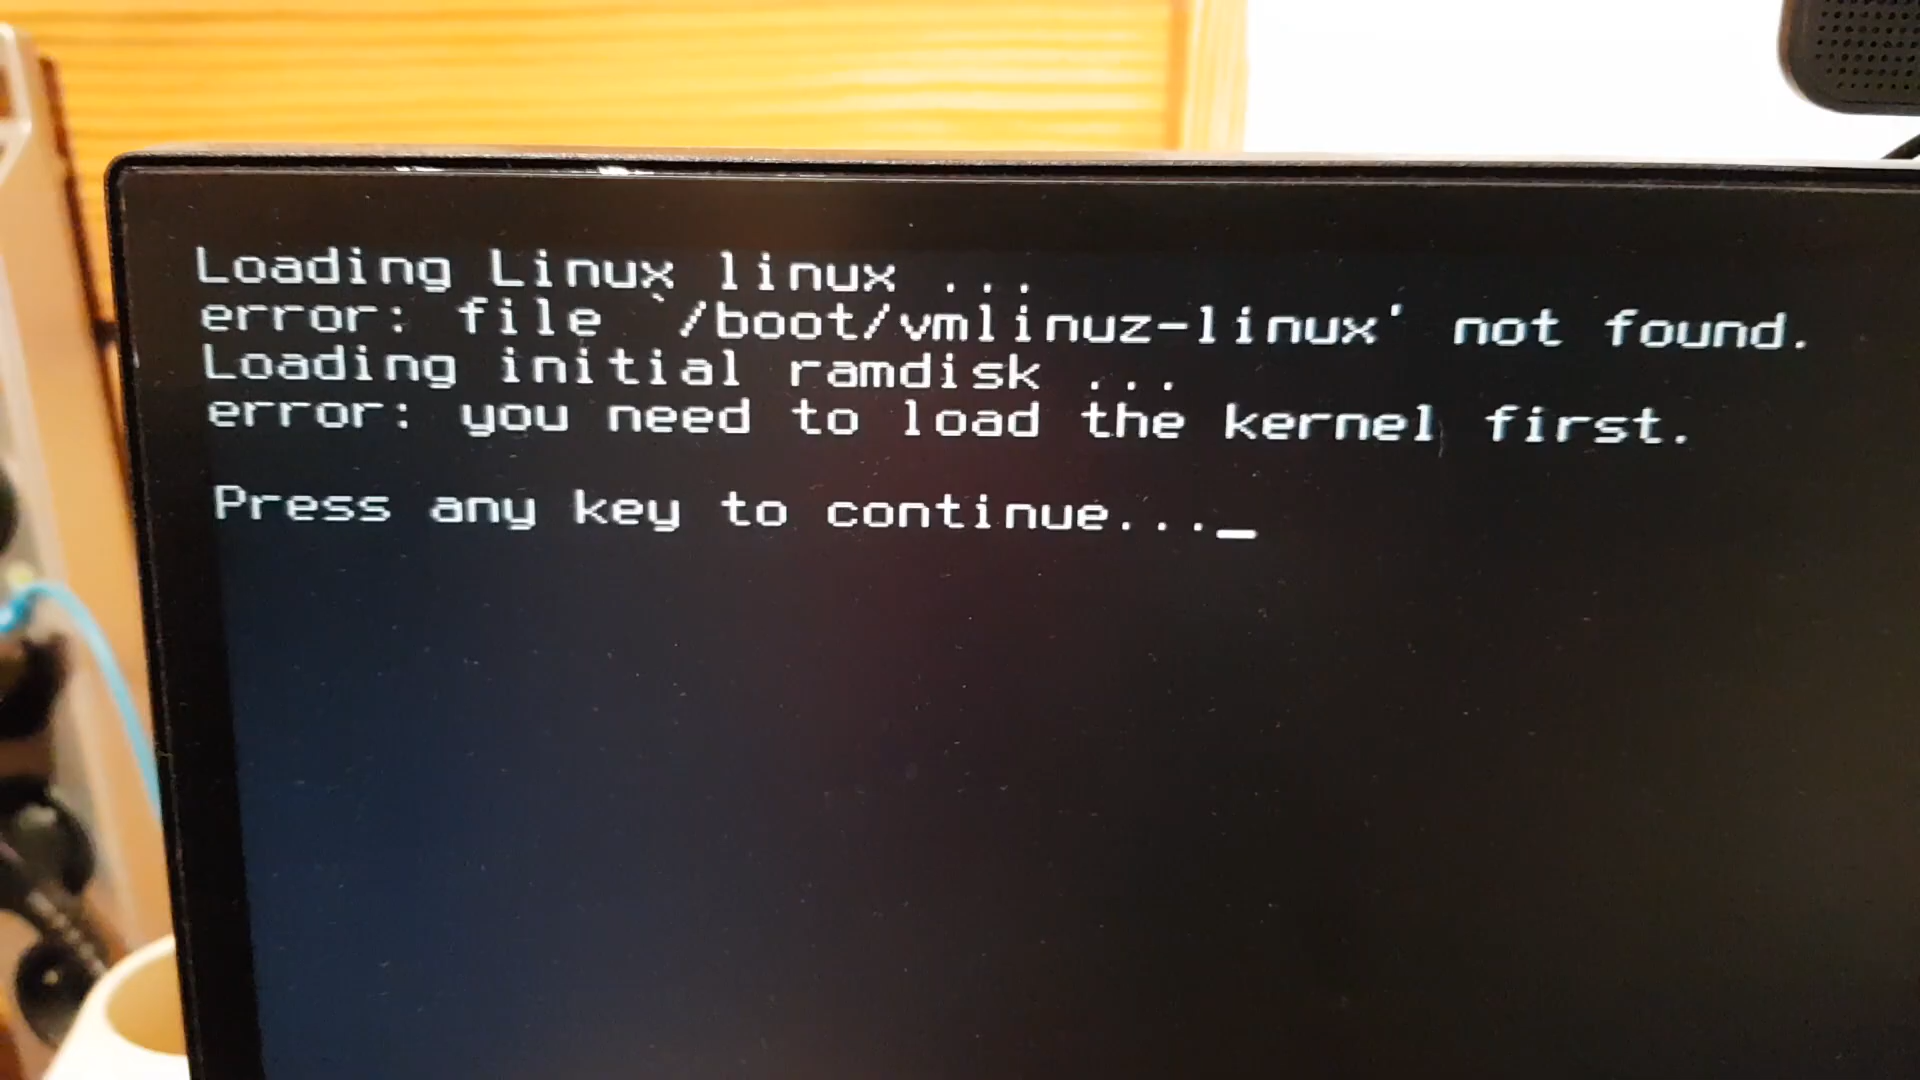 Loading Linux linux ...
error: file `/boot/vmlinuz-linux' not found.
Loading initial ramdisk ...
error: you need to load the kernel first.
Press any key to continue..._